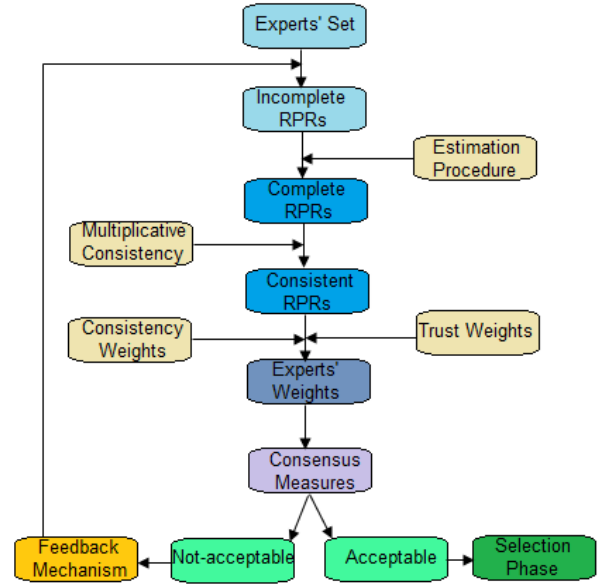 Experts' Set
Incomplete
RPRs
Estimation
Procedure
Complete
RPRs
Multiplicative
Consistency
Consistent
RPRs
Consistency
Weights
Trust Weights
Experts'
Weights
Consensus
Measures
Feedback
Mechanism
Not-acceptable
Acceptable
Selection
Phase